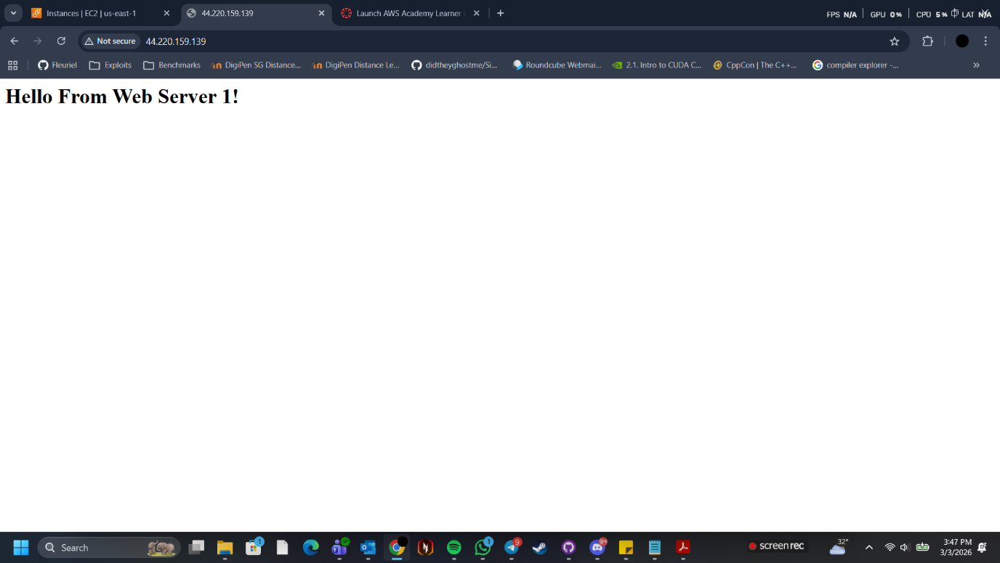 Instances | EC2 | us-east-1
44.220.159.139
Launch AWS Academy Learner
FPS N/A
GPU 0%
CPU 5%
LAT N/A
Not secure
44.220.159.139
Fleuriel
Exploits
Benchmarks
DigiPen SG Distance...
DigiPen Distance Le...
didtheyghostme/Si...
Roundcube Webmai...
2.1. Intro to CUDA C...
CppCon | The C++...
compiler explorer -...
Hello From Web Server 1!
Search
1
1
9
9+
screenrec
32°
3:47 PM
3/3/2026